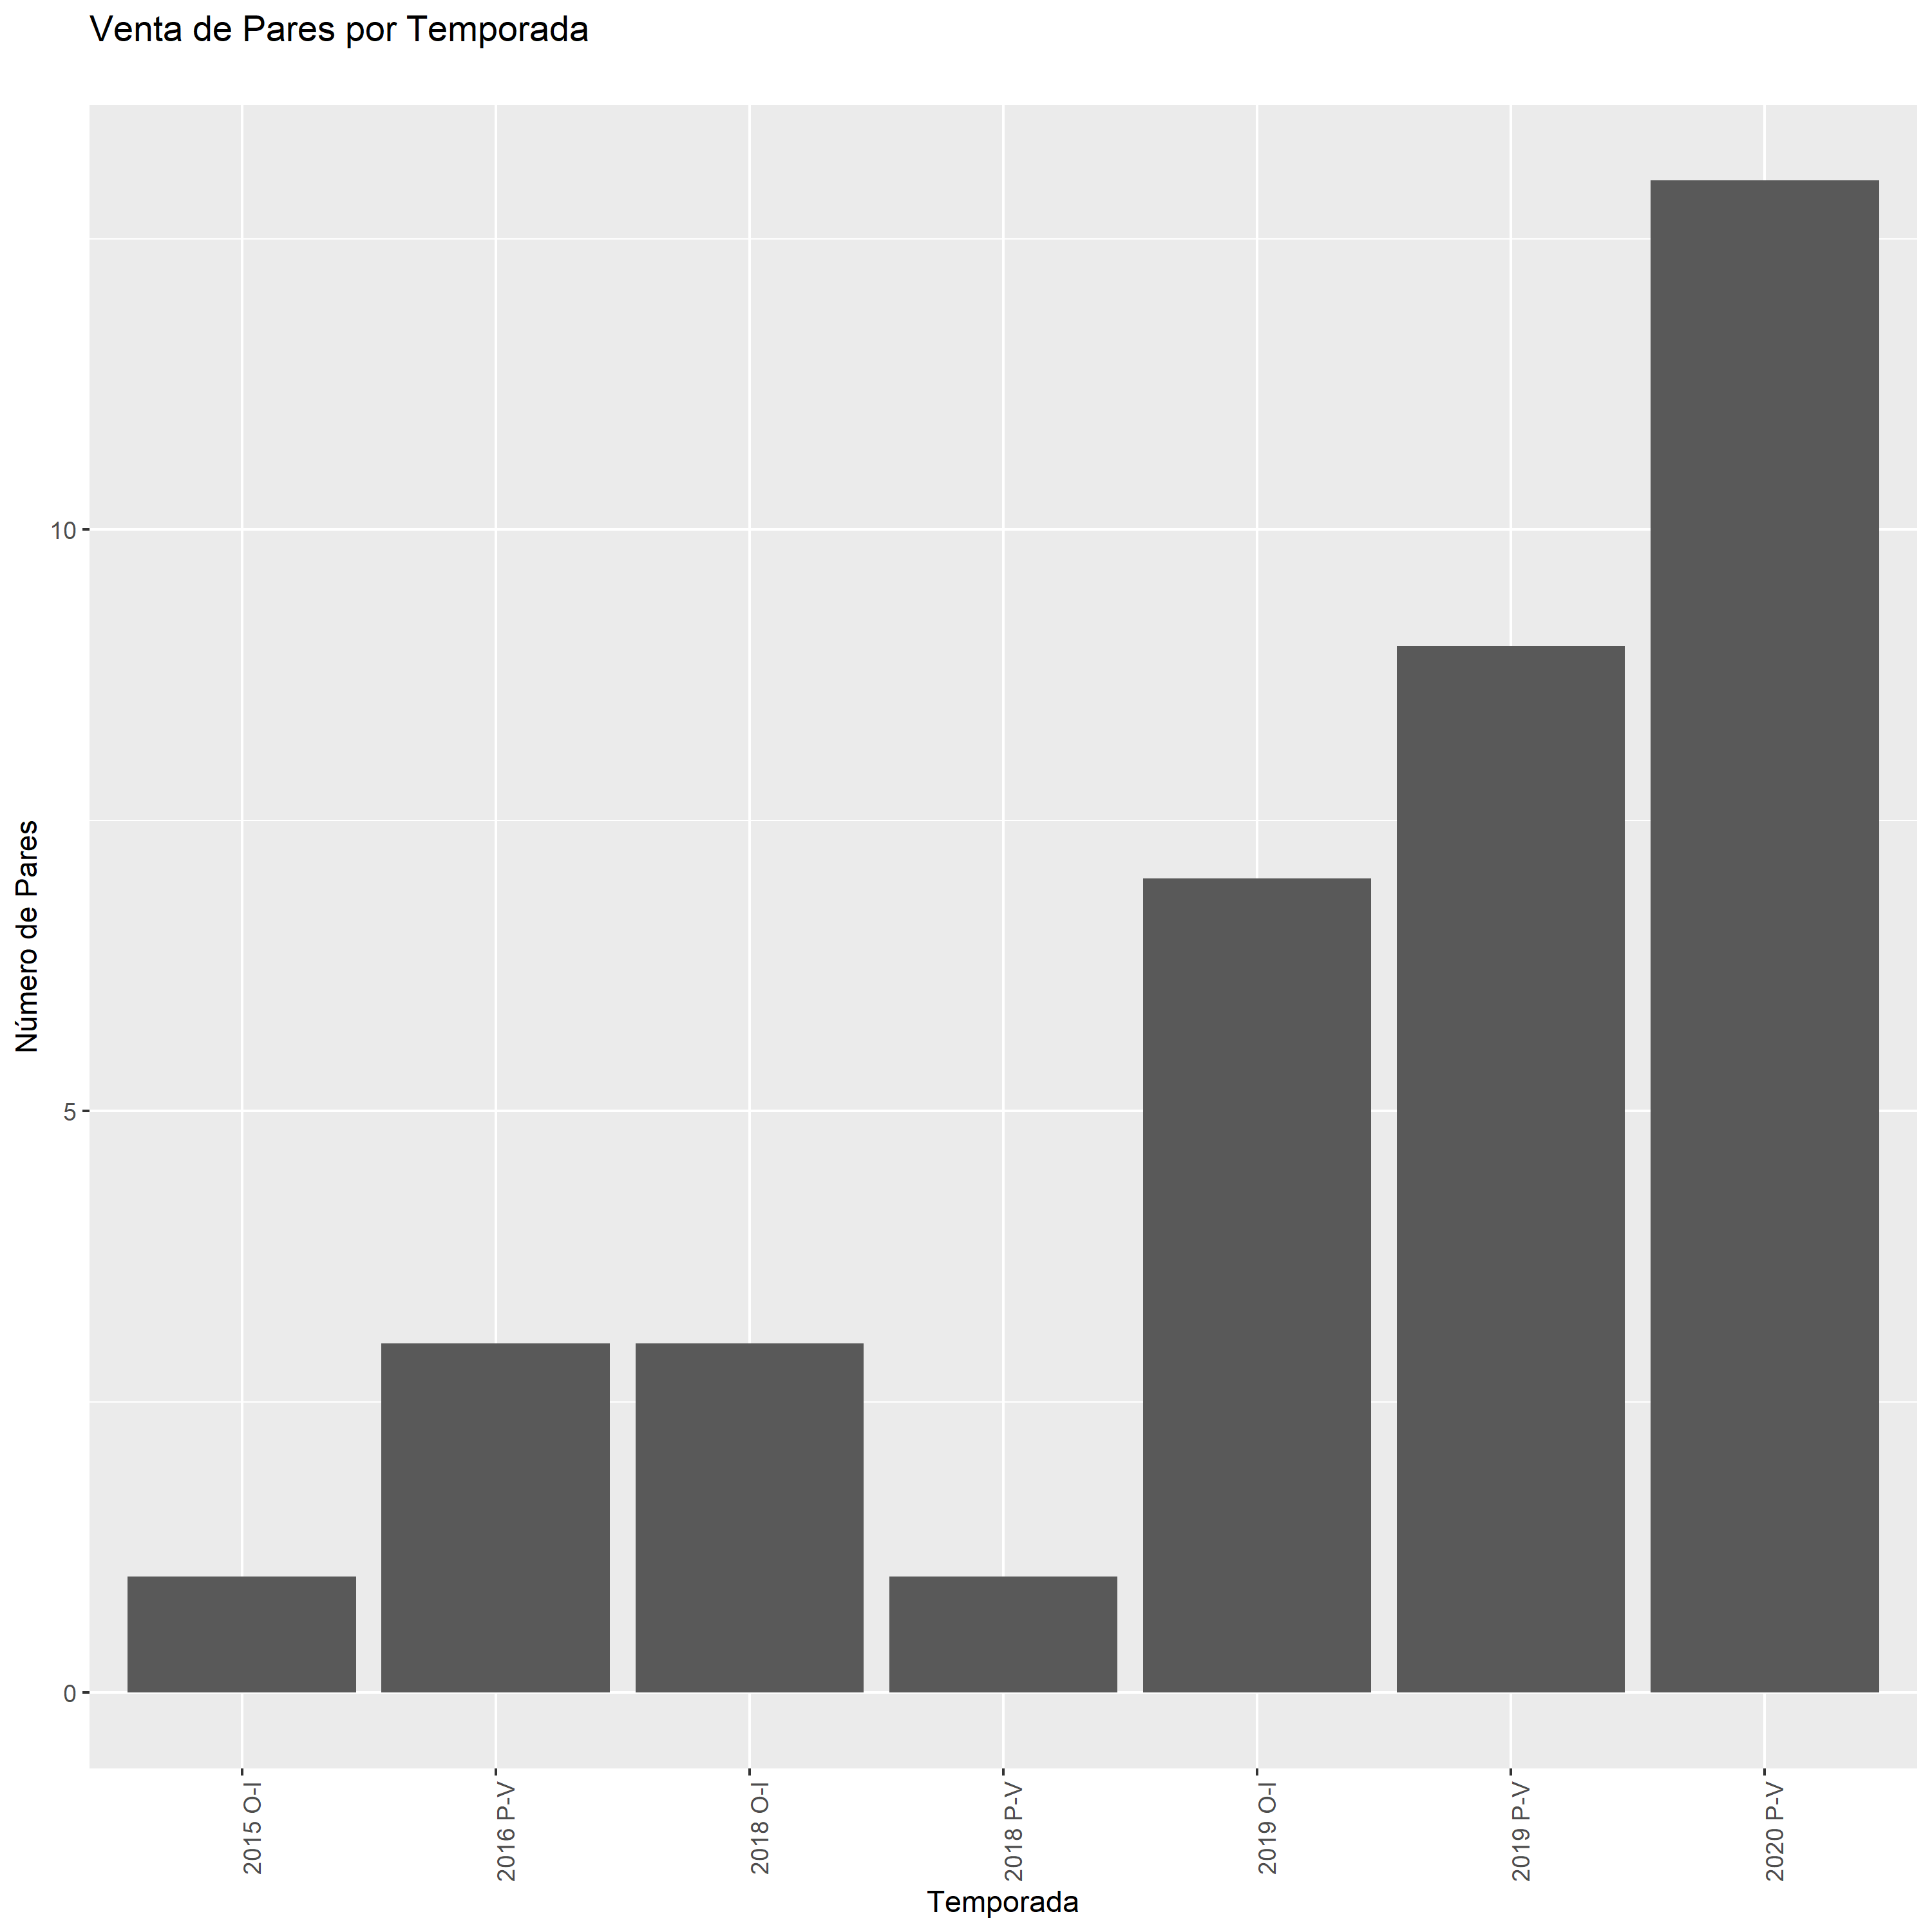 Venta de Pares por Temporada
Número de Pares
10
5
0
2015 O-I
2016 P-V
2018 O-I
2018 P-V
2019 O-I
2019 P-V
2020 P-V
Temporada